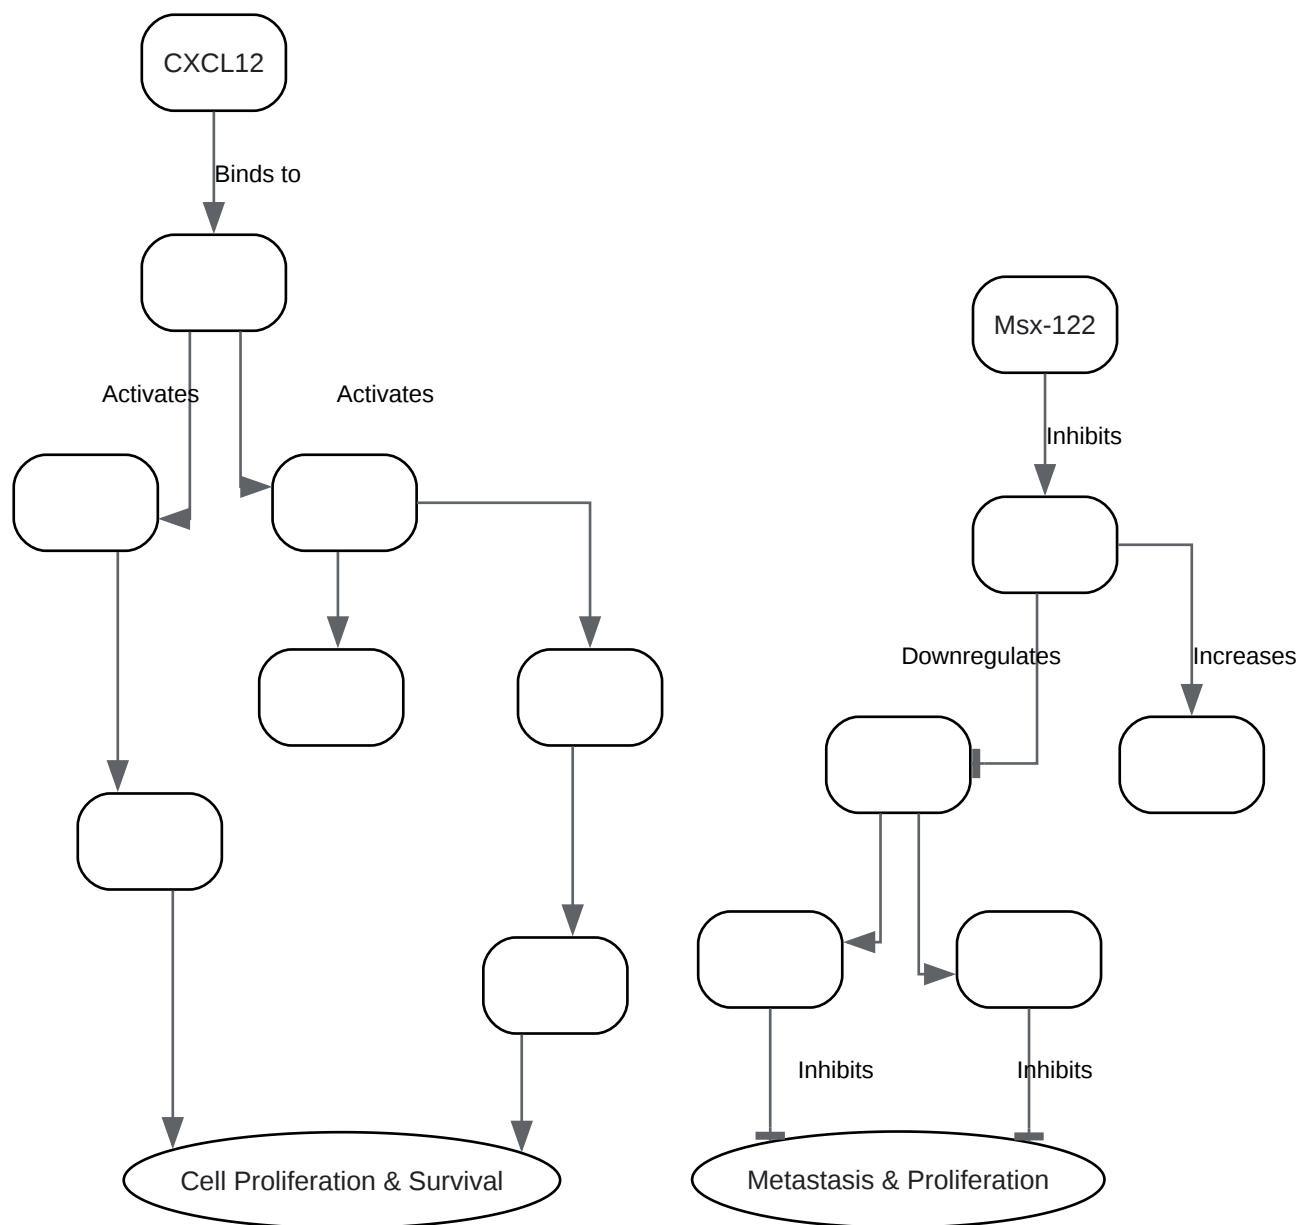 CXCL12
Binds to
Msx-122
Activates
Activates
Inhibits
Downregulates
Increases
Inhibits
Inhibits
Cell Proliferation & Survival
Metastasis & Proliferation